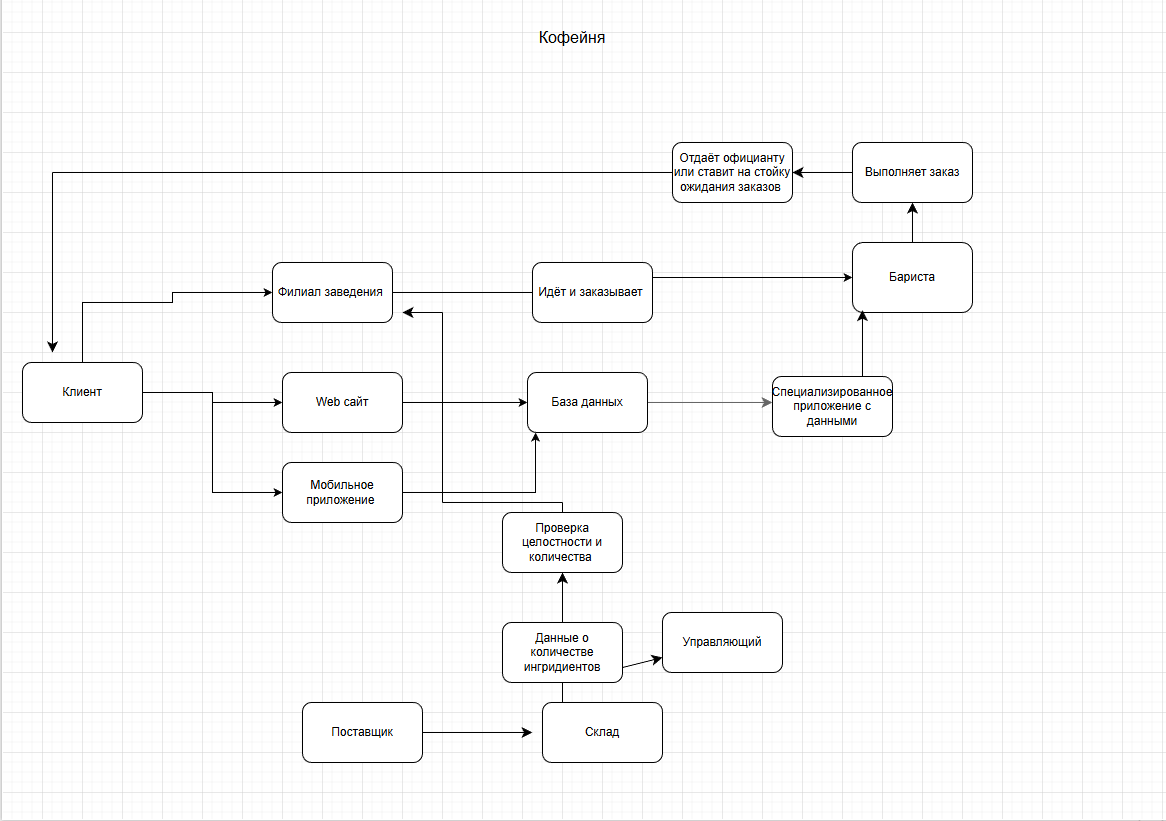 Кофейня
Отдаёт официанту
или ставит на стойку
ожидания заказов
Выполняет заказ
Филиал заведения
Идёт и заказывает
Бариста
Клиент
Web сайт
База данных
Специализированное
приложение с
данными
Мобильное
приложение
Проверка
целостности и
количества
Данные о
количестве
ингридиентов
Управляющий
Поставщик
Склад